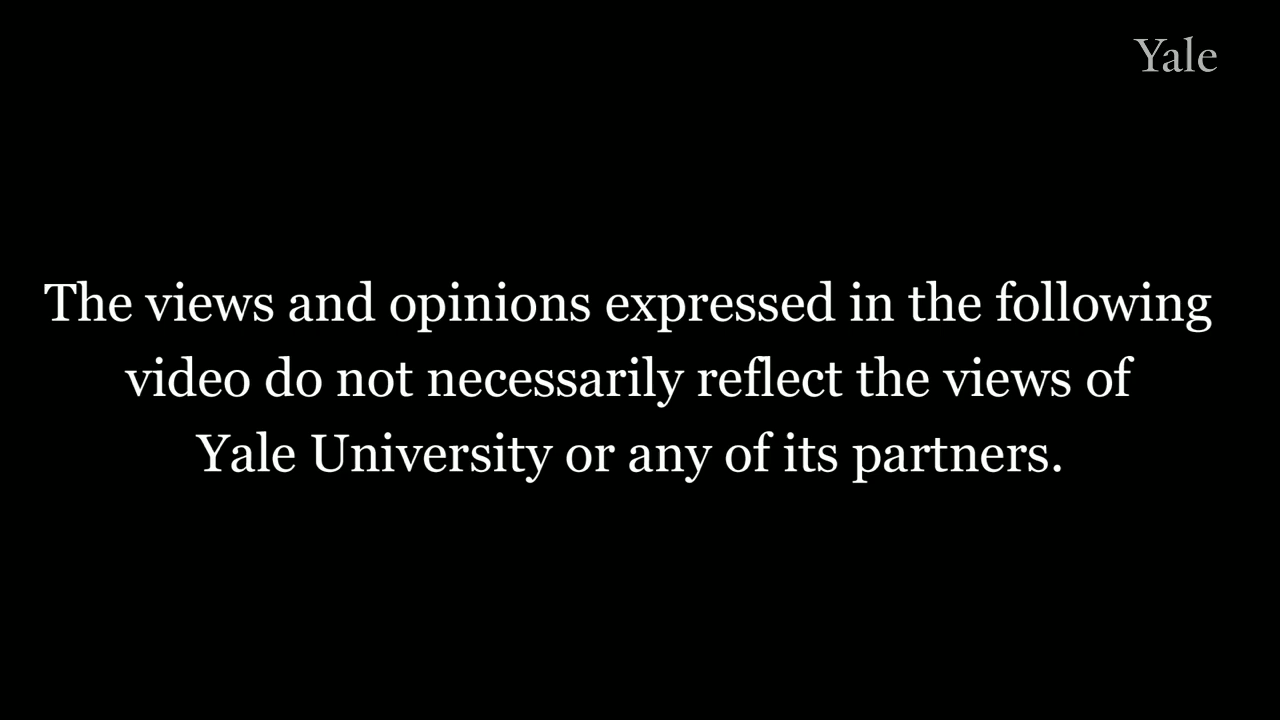 Yale
The views and opinions expressed in the following
video do not necessarily reflect the views of
Yale University or any of its partners.